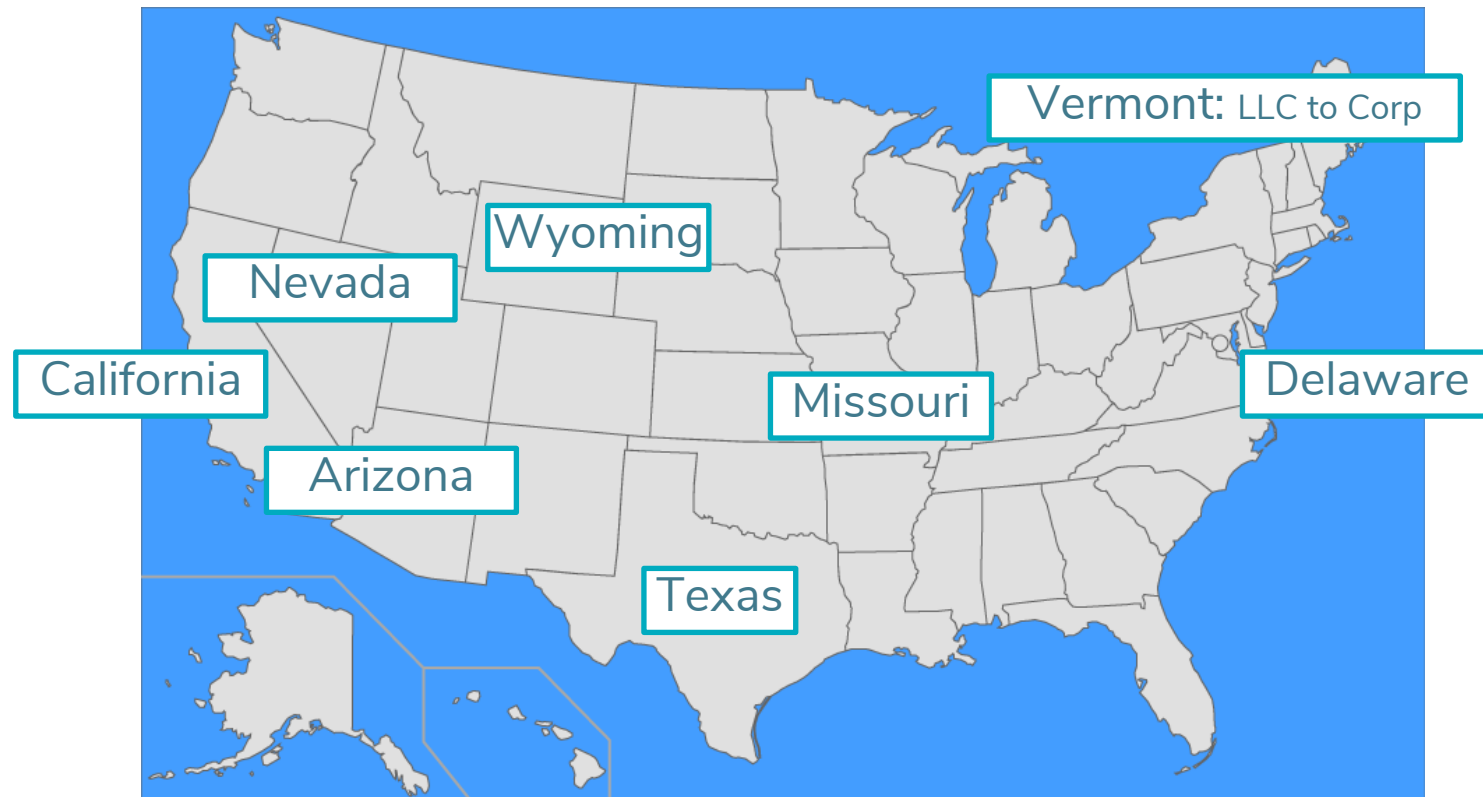 Vermont: LLC to Corp
Wyoming
Nevada
California
Delaware
Missouri
Arizona
Texas